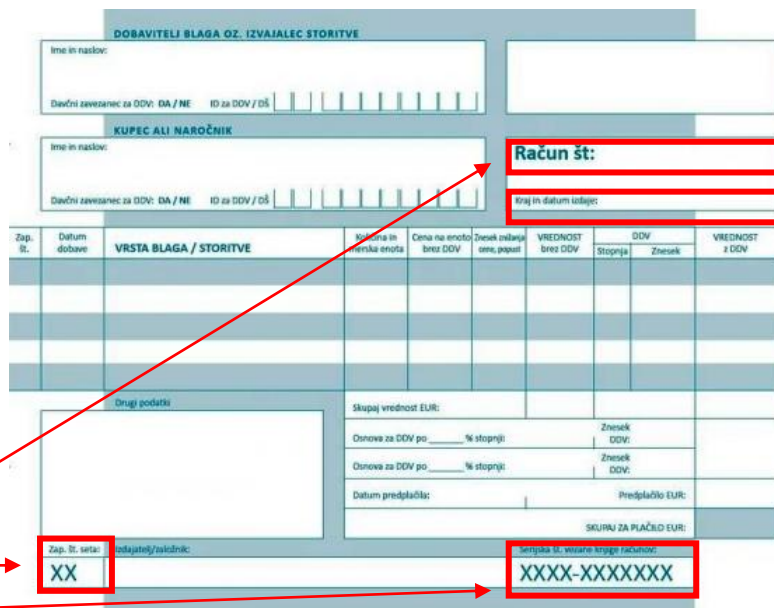 DOBAVITELJ BLAGA OZ. IZVAJALEC STORITVE
Ime in naslov:
Davčni zavezanec za DDV: DA / NE ID za DDV / DŠ
KUPEC ALI NAROČNIK
Ime in naslov:
Račun št:
Davčni zavezanec za DDV: DA / NE ID za DDV / DŠ
Kraj in datum izdaje:
Zap. št.
Datum dobave
VRSTA BLAGA / STORITVE
Količina in merska enota
Cena na enoto brez DDV
Znesek znižanja cene, popust
VREDNOST brez DDV
DDV
Stopnja Znesek
VREDNOST z DDV
Drugi podatki
Skupaj vrednost EUR:
Osnova za DDV po ______ % stopnji: Znesek DDV:
Osnova za DDV po ______ % stopnji: Znesek DDV:
Datum predplačila: Predplačilo EUR:
SKUPAJ ZA PLAČILO EUR:
Zap. št. seta: Izdajatelj/založnik: Serijska št. vezane knjige računov:
XX XXXX-XXXXXXX